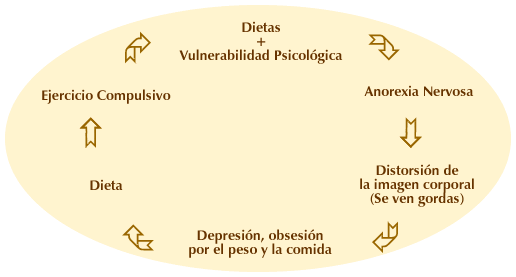 Dietas
+
Vulnerabilidad Psicológica
Anorexia Nervosa
Distorsión de
la imagen corporal
(Se ven gordas)
Depresión, obsesión
por el peso y la comida
Dieta
Ejercicio Compulsivo